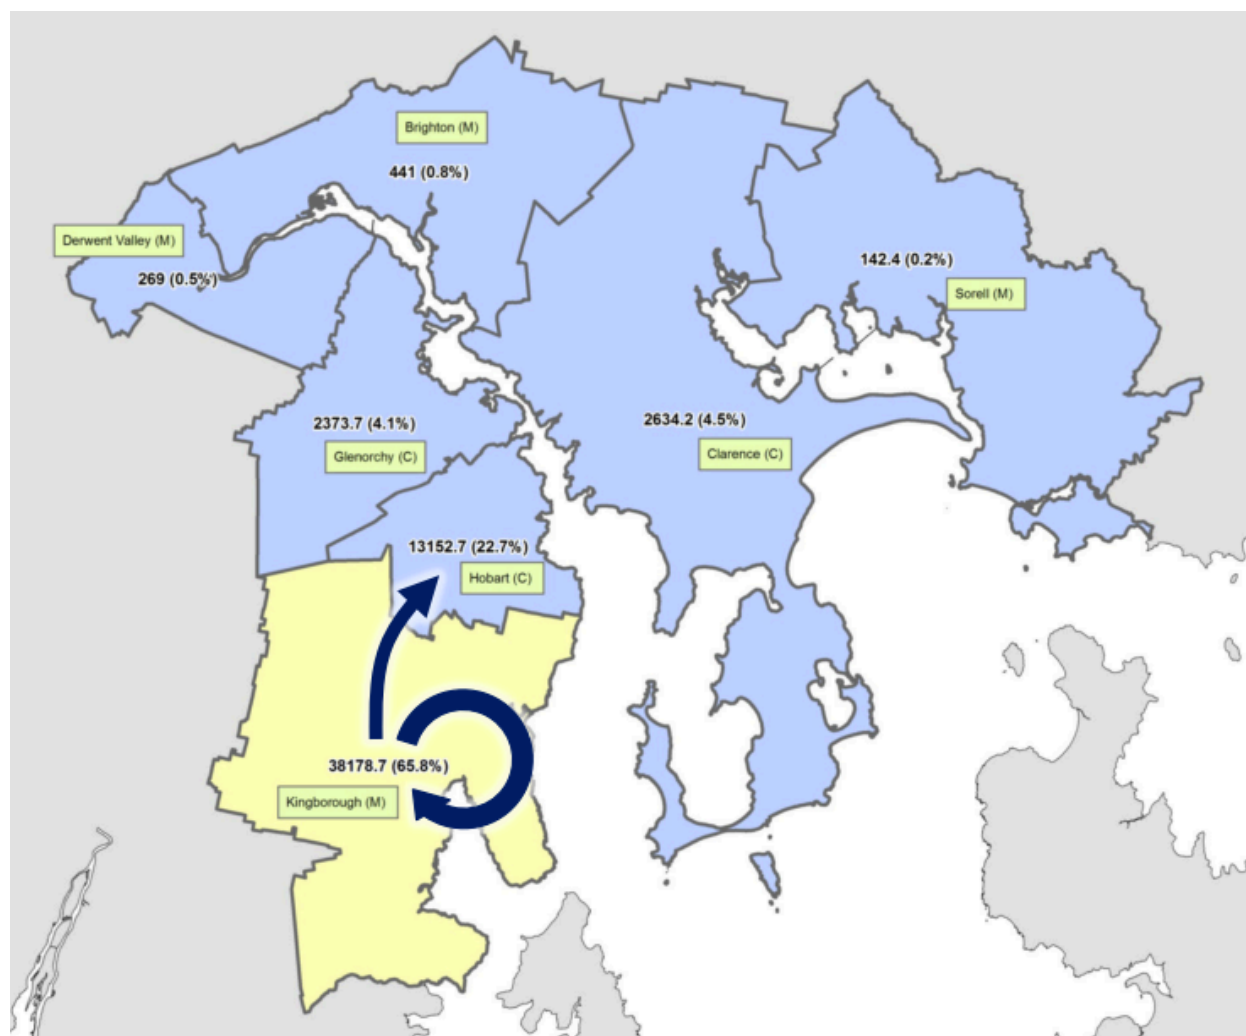 Brighton (M)
441 (0.8%)
Derwent Valley (M)
269 (0.5%)
142.4 (0.2%)
Sorell (M)
2373.7 (4.1%)
Glenorchy (C)
2634.2 (4.5%)
Clarence (C)
13152.7 (22.7%)
Hobart (C)
38178.7 (65.8%)
Kingborough (M)